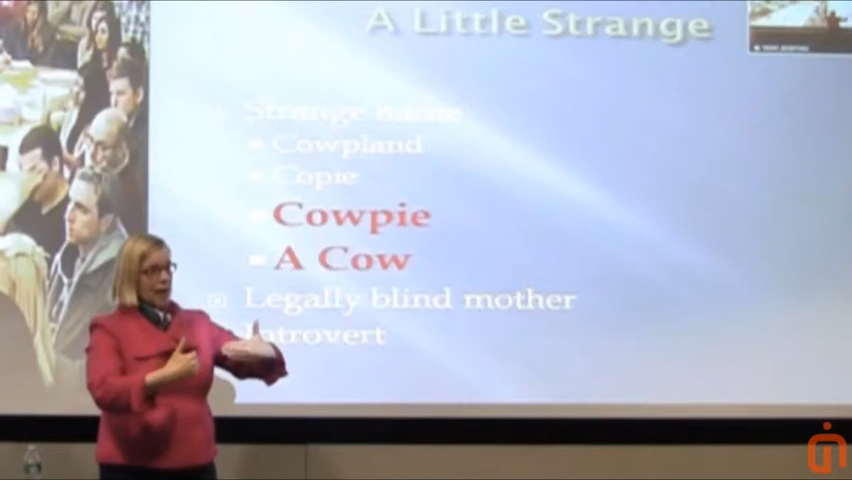 A Little Strange
Strange name
Cowpland
Copie
Cowpie
A Cow
Legally blind mother
Introvert